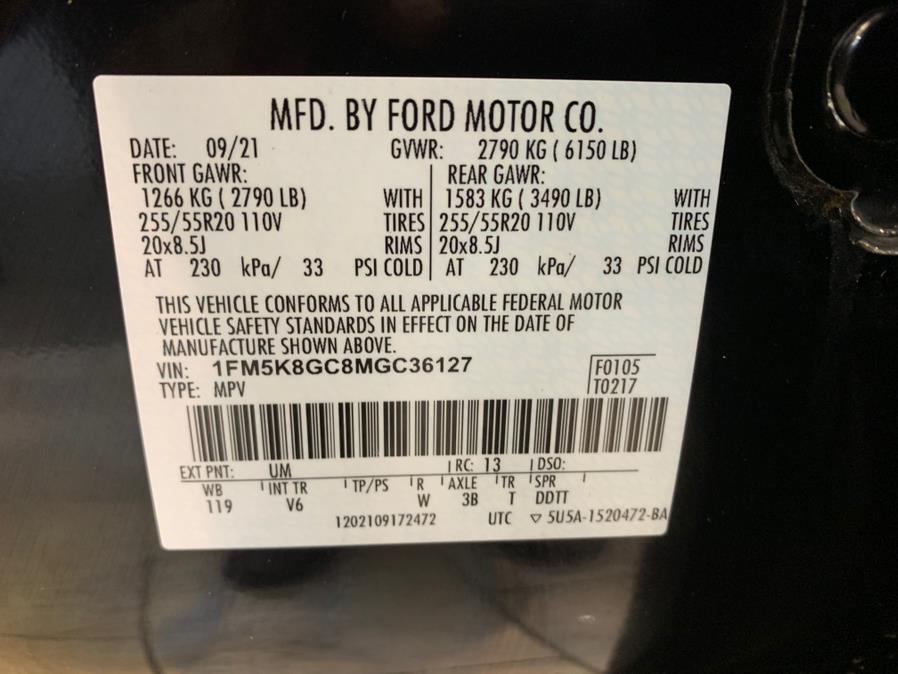 MFD. BY FORD MOTOR CO.
DATE: 09/21 GVWR: 2790 KG ( 6150 LB)
FRONT GAWR: REAR GAWR:
1266 KG ( 2790 LB) WITH 1583 KG ( 3490 LB) WITH
255/55R20 110V TIRES 255/55R20 110V TIRES
20x8.5J RIMS 20x8.5J RIMS
AT 230 kPa/ 33 PSI COLD AT 230 kPa/ 33 PSI COLD
THIS VEHICLE CONFORMS TO ALL APPLICABLE FEDERAL MOTOR
VEHICLE SAFETY STANDARDS IN EFFECT ON THE DATE OF
MANUFACTURE SHOWN ABOVE.
VIN: 1FM5K8GC8MGC36127 F0105
TYPE: MPV T0217
EXT PNT: UM RC: 13 DSO:
WB INT TR TP/PS R AXLE TR SPR
119 V6 W 3B T DDTT
1202109172472 UTC ▽ 5U5A-1520472-BA